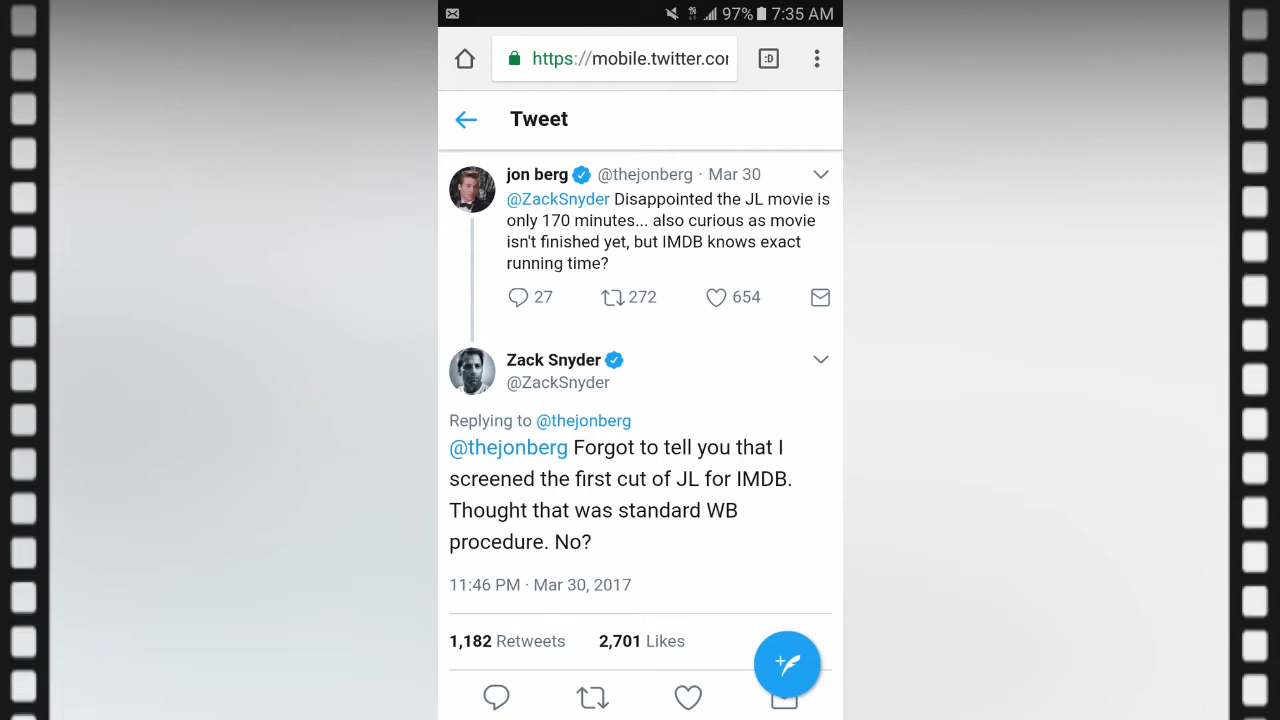 97% 7:35 AM
https://mobile.twitter.com
:D
Tweet
jon berg @thejonberg · Mar 30
@ZackSnyder Disappointed the JL movie is
only 170 minutes... also curious as movie
isn't finished yet, but IMDB knows exact
running time?
27 272 654
Zack Snyder
@ZackSnyder
Replying to @thejonberg
@thejonberg Forgot to tell you that I
screened the first cut of JL for IMDB.
Thought that was standard WB
procedure. No?
11:46 PM · Mar 30, 2017
1,182 Retweets 2,701 Likes